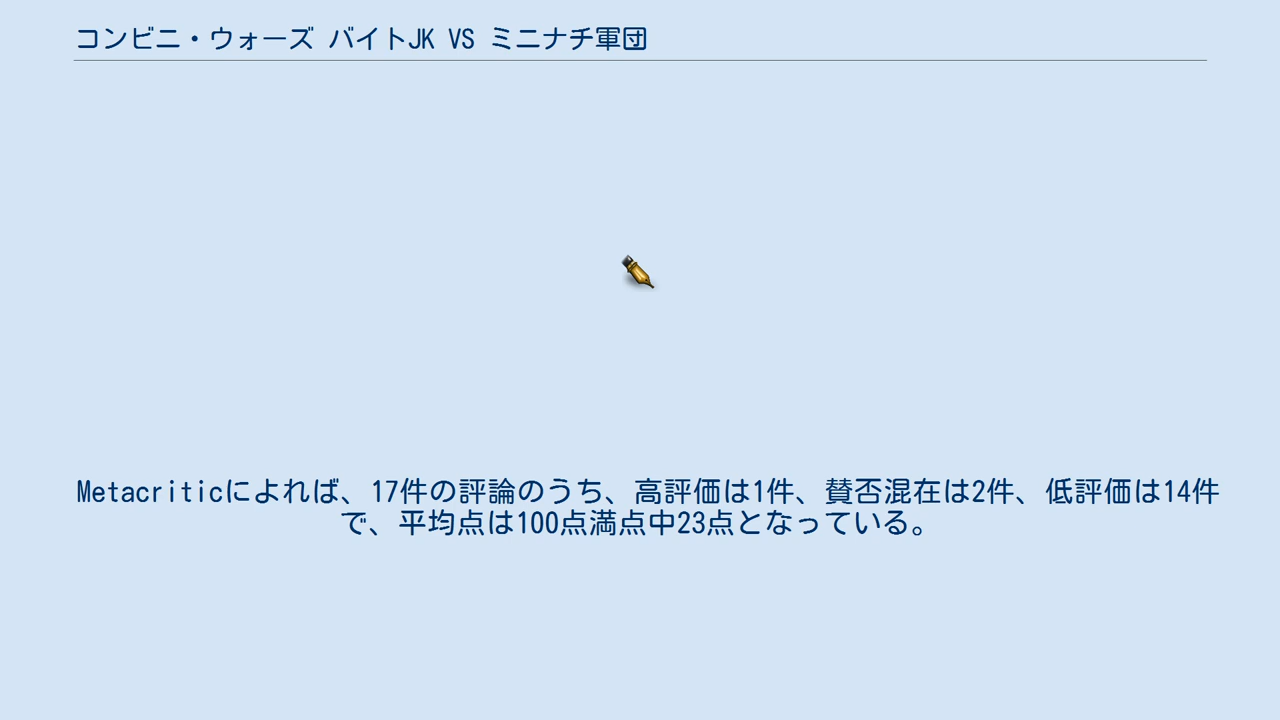 コンビニ・ウォーズ バイトJK VS ミニナチ軍団
Metacriticによれば、17件の評論のうち、高評価は1件、賛否混在は2件、低評価は14件
で、平均点は100点満点中23点となっている。